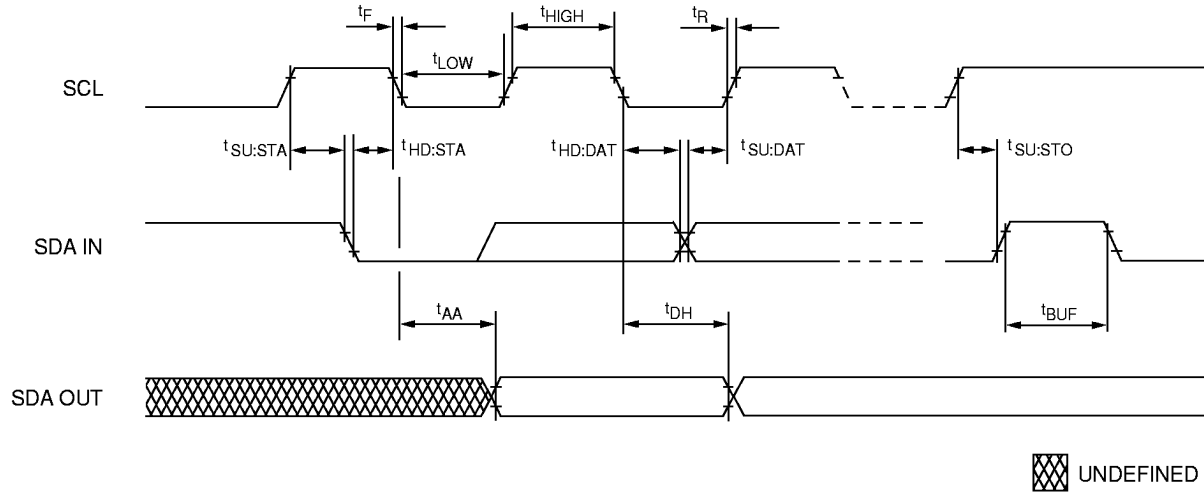 tF
tHIGH
tR
tLOW
SCL
tSU:STA
tHD:STA
tHD:DAT
tSU:DAT
tSU:STO
SDA IN
tAA
tDH
tBUF
SDA OUT
UNDEFINED